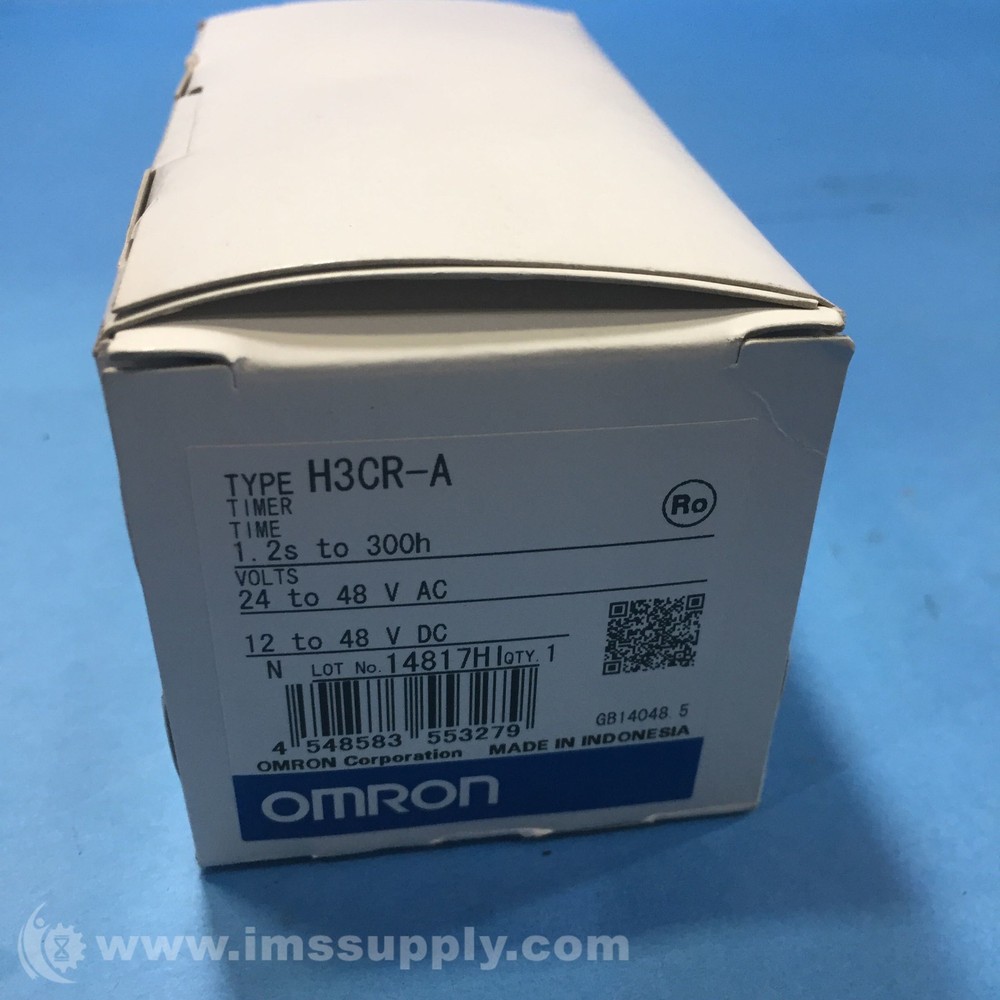 TYPE H3CR-A
TIMER
TIME
Ro
1.2s to 300h
VOLTS
24 to 48 V AC
12 to 48 V DC
N LOT No. 14817HI QTY. 1
4 548583 553279
GB14048.5
OMRON Corporation MADE IN INDONESIA
OMRON
www.imssupply.com